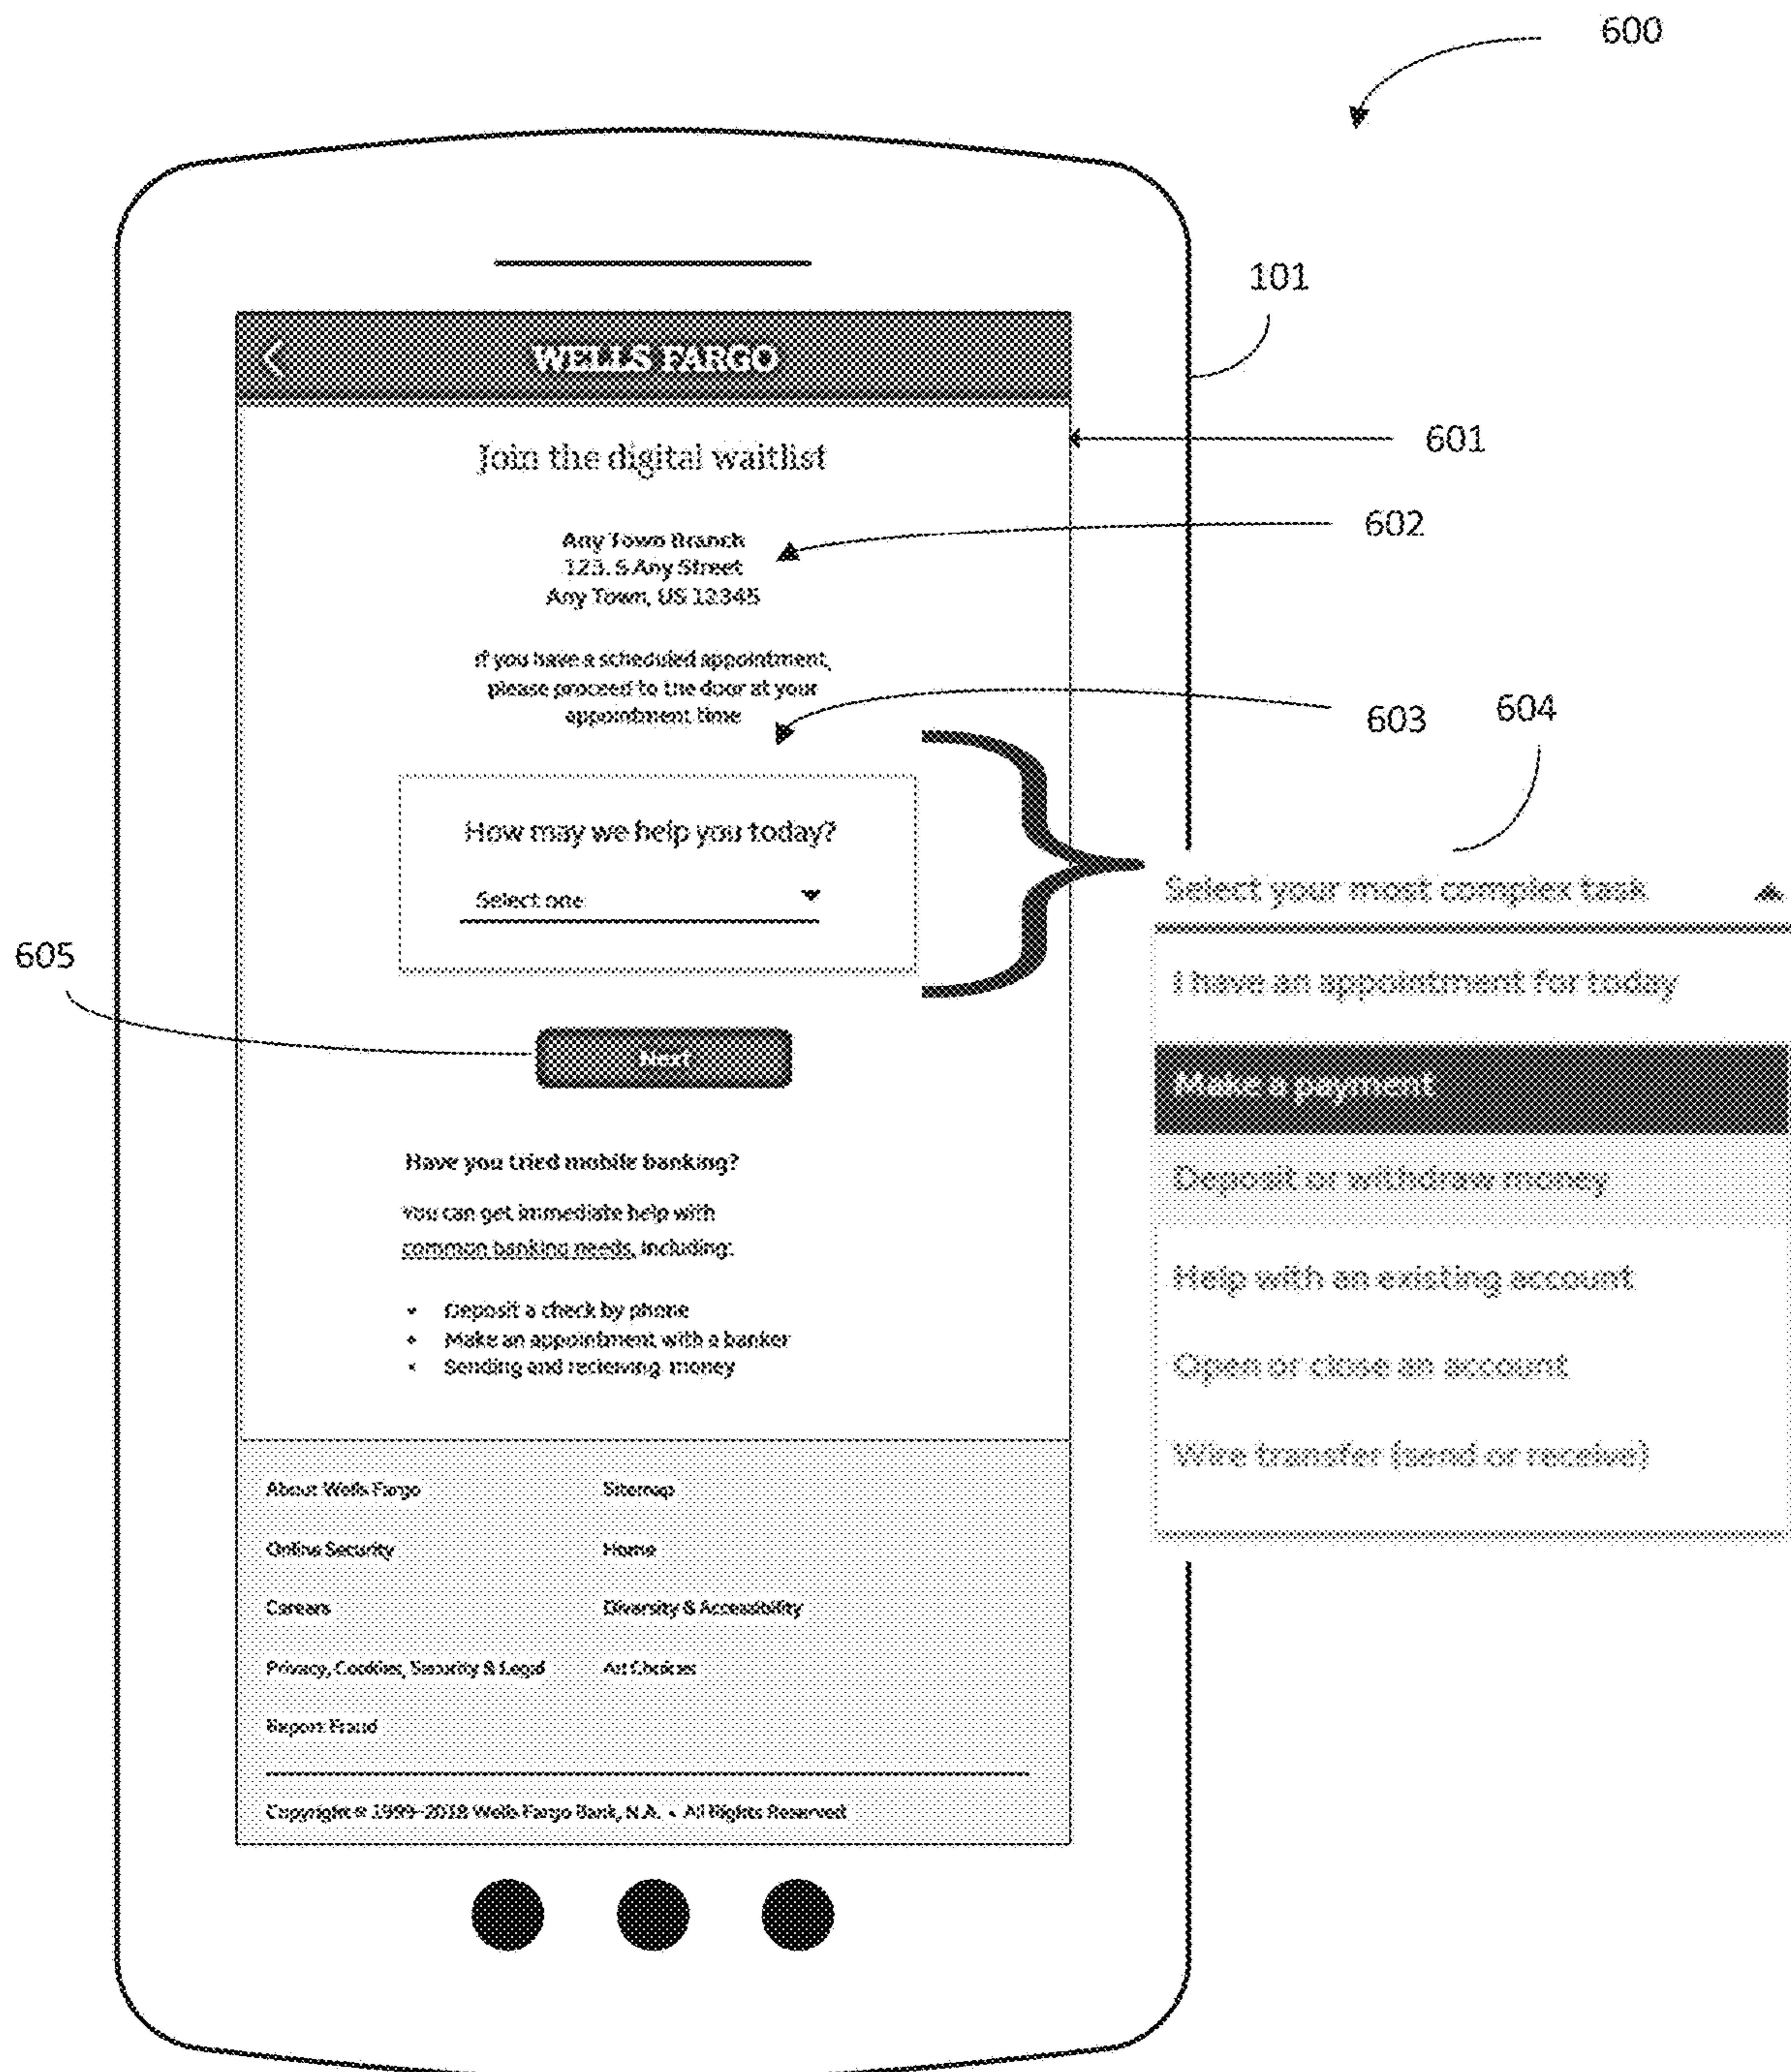 600
101
WELLS FARGO
601
Join the digital waitlist
602
Any Town Branch
123. S Any Street
Any Town, US 12345
If you have a scheduled appointment,
please proceed to the door at your
appointment time
603
604
How may we help you today?
Select one
605
Next
Select your most complex task
I have an appointment for today
Make a payment
Deposit or withdraw money
Help with an existing account
Open or close an account
Wire transfer (send or receive)
Have you tried mobile banking?
You can get immediate help with
common banking needs, including:
Deposit a check by phone
Make an appointment with a banker
Sending and recieving money
About Wells Fargo
Sitemap
Online Security
Home
Careers
Diversity & Accessibility
Privacy, Cookies, Security & Legal
Ad Choices
Report Fraud
Copyright © 1999-2018 Wells Fargo Bank, N.A. • All Rights Reserved